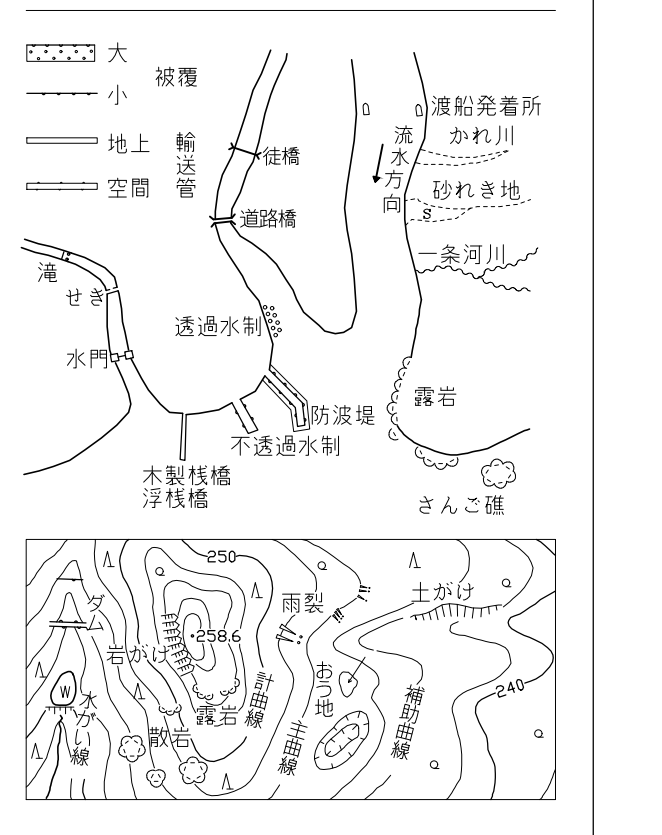 大
小
被覆
地上
空間
輸送管
渡船発着所
かれ川
流水方向
徒橋
砂れき地
s
道路橋
一条河川
滝
せき
透過水制
水門
露岩
防波堤
不透過水制
木製桟橋
浮桟橋
さんご礁
250
ダム
雨裂
土がけ
258.6
岩がけ
計曲線
おう地
補助曲線
240
W
水がい線
露岩
散岩
主曲線